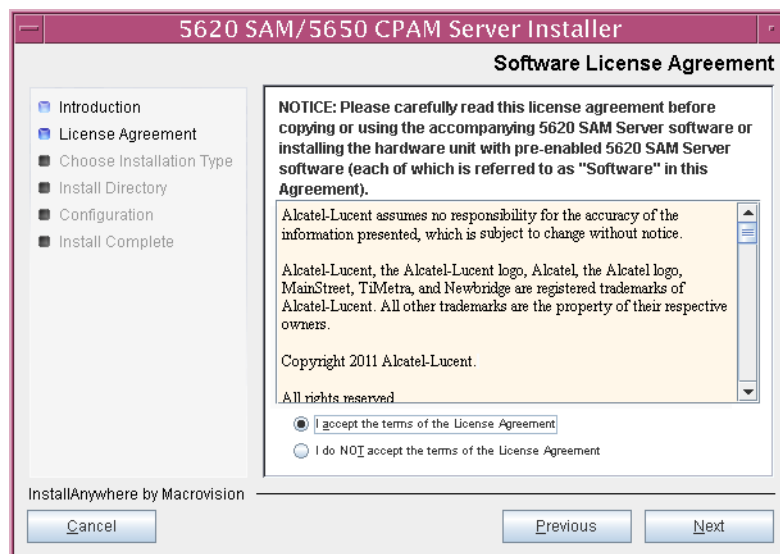 5620 SAM/5650 CPAM Server Installer
Software License Agreement
Introduction
License Agreement
Choose Installation Type
Install Directory
Configuration
Install Complete
NOTICE: Please carefully read this license agreement before
copying or using the accompanying 5620 SAM Server software or
installing the hardware unit with pre-enabled 5620 SAM Server
software (each of which is referred to as "Software" in this
Agreement).
Alcatel-Lucent assumes no responsibility for the accuracy of the
information presented, which is subject to change without notice.
Alcatel-Lucent, the Alcatel-Lucent logo, Alcatel, the Alcatel logo,
MainStreet, TiMetra, and Newbridge are registered trademarks of
Alcatel-Lucent. All other trademarks are the property of their respective
owners.
Copyright 2011 Alcatel-Lucent.
All rights reserved
I accept the terms of the License Agreement
I do NOT accept the terms of the License Agreement
InstallAnywhere by Macrovision
Cancel
Previous
Next